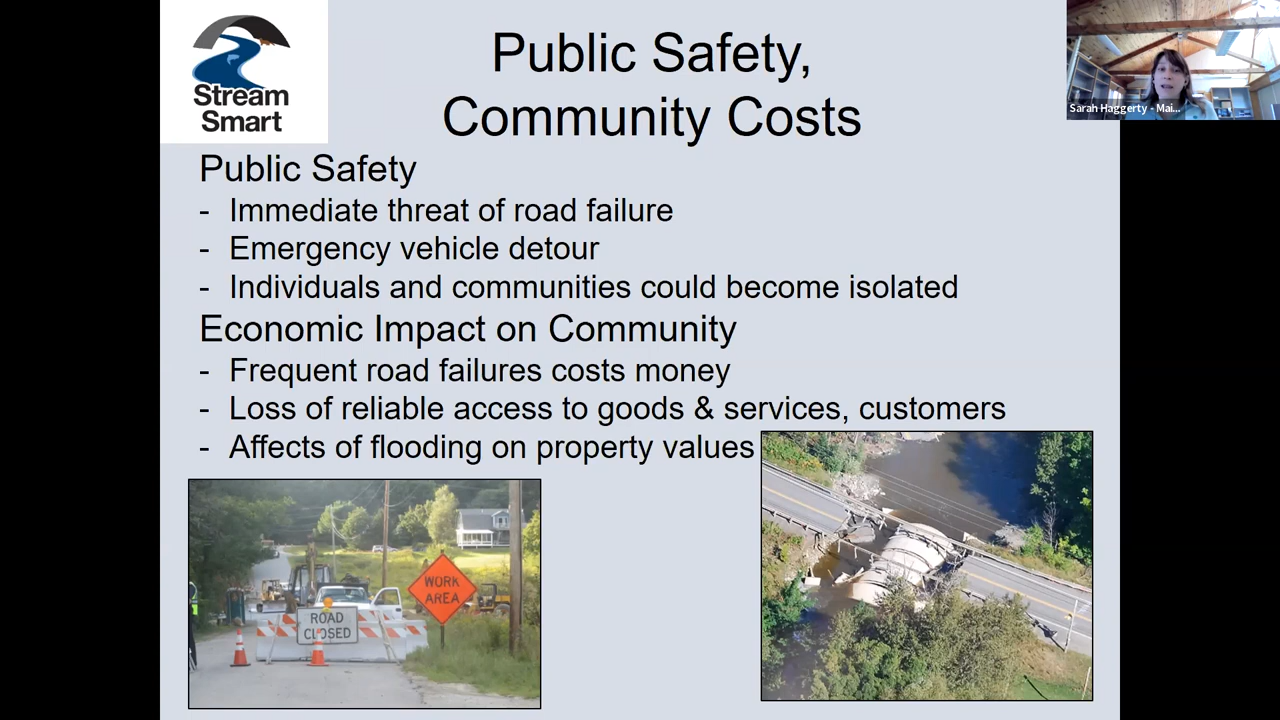 Stream
Smart
Public Safety,
Community Costs
Sarah Haggerty - Mai...
Public Safety
- Immediate threat of road failure
- Emergency vehicle detour
- Individuals and communities could become isolated
Economic Impact on Community
- Frequent road failures costs money
- Loss of reliable access to goods & services, customers
- Affects of flooding on property values
WORK
AREA
ROAD
CLOSED